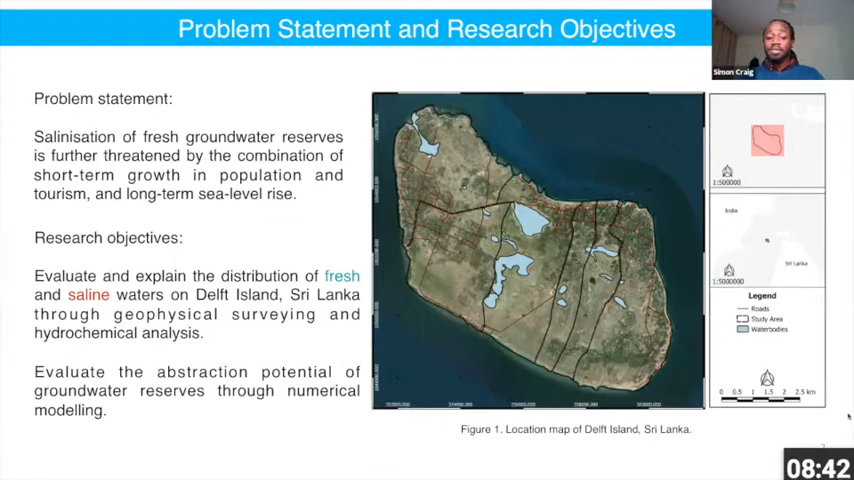 Problem Statement and Research Objectives
Simon Craig
Problem statement:
Salinisation of fresh groundwater reserves
is further threatened by the combination of
short-term growth in population and
tourism, and long-term sea-level rise.
Research objectives:
Evaluate and explain the distribution of fresh
and saline waters on Delft Island, Sri Lanka
through geophysical surveying and
hydrochemical analysis.
Evaluate the abstraction potential of
groundwater reserves through numerical
modelling.
1:500000
India
Sri Lanka
1:5000000
Legend
Roads
Study Area
Waterbodies
0 0.5 1 1.5 2 2.5 km
Figure 1. Location map of Delft Island, Sri Lanka.
08:42